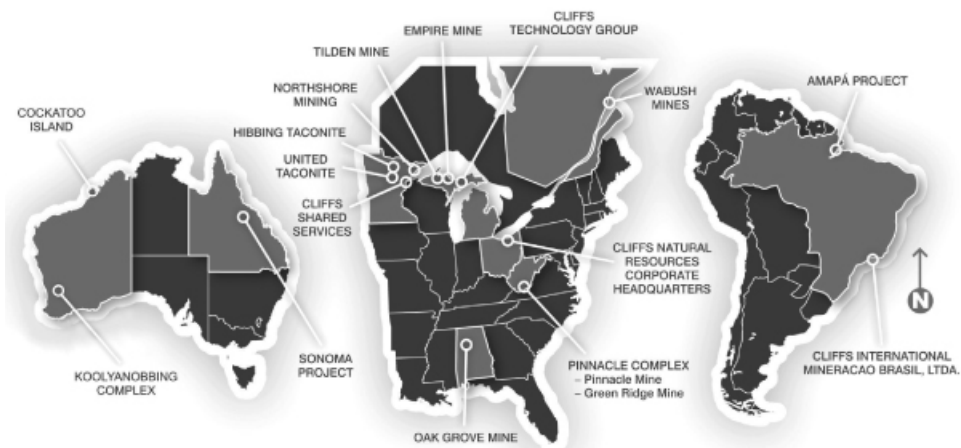 COCKATOO
ISLAND
KOOLYANOBBING
COMPLEX
SONOMA
PROJECT
CLIFFS
TECHNOLOGY GROUP
EMPIRE MINE
TILDEN MINE
NORTHSHORE
MINING
HIBBING TACONITE
UNITED
TACONITE
CLIFFS
SHARED
SERVICES
WABUSH
MINES
CLIFFS NATURAL
RESOURCES
CORPORATE
HEADQUARTERS
PINNACLE COMPLEX
– Pinnacle Mine
– Green Ridge Mine
OAK GROVE MINE
AMAPÁ PROJECT
N
CLIFFS INTERNATIONAL
MINERACAO BRASIL, LTDA.